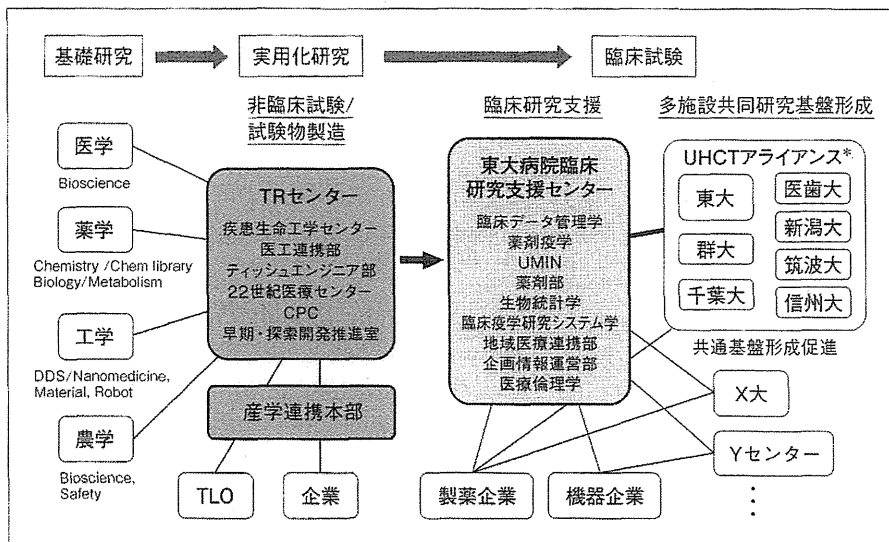 基礎研究
実用化研究
臨床試験
非臨床試験/
試験物製造
臨床研究支援
多施設共同研究基盤形成
医学
Bioscience
薬学
Chemistry /Chem library
Biology/Metabolism
工学
DDS/Nanomedicine,
Material, Robot
農学
Bioscience,
Safety
TRセンター
疾患生命工学センター
医工連携部
ティッシュエンジニア部
22世紀医療センター
CPC
早期・探索開発推進室
産学連携本部
TLO
企業
東大病院臨床
研究支援センター
臨床データ管理学
薬剤疫学
UMIN
薬剤部
生物統計学
臨床疫学研究システム学
地域医療連携部
企画情報運営部
医療倫理学
製薬企業
機器企業
UHCTアライアンス*
東大
群大
千葉大
医歯大
新潟大
筑波大
信州大
共通基盤形成促進
X大
Yセンター